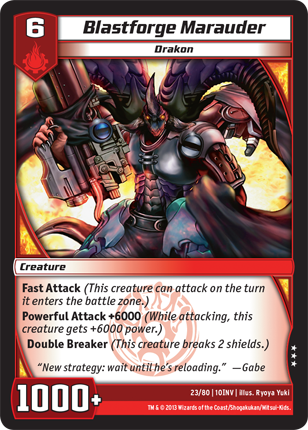 6
Blastforge Marauder
Drakon
Creature
Fast Attack (This creature can attack on the turn
it enters the battle zone.)
Powerful Attack +6000 (While attacking, this
creature gets +6000 power.)
Double Breaker (This creature breaks 2 shields.)
"New strategy: wait until he's reloading." —Gabe
1000+
23/80 | 10INV | illus. Ryoya Yuki
TM & © 2013 Wizards of the Coast/Shogakukan/Mitsui-Kids.